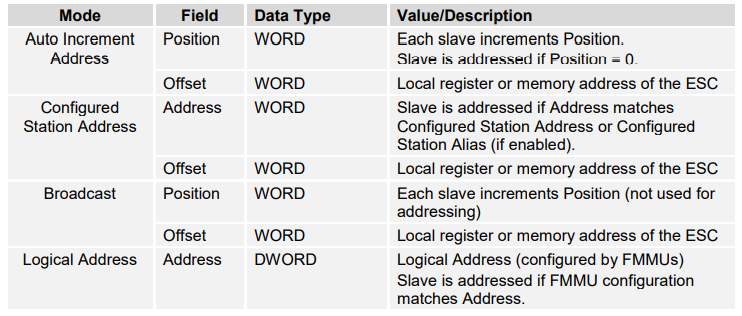 Mode Field Data Type Value/Description
Auto Increment Position WORD Each slave increments Position.
Address Slave is addressed if Position = 0.
Offset WORD Local register or memory address of the ESC
Configured Address WORD Slave is addressed if Address matches
Station Address Configured Station Address or Configured
Station Alias (if enabled).
Offset WORD Local register or memory address of the ESC
Broadcast Position WORD Each slave increments Position (not used for
addressing)
Offset WORD Local register or memory address of the ESC
Logical Address Address DWORD Logical Address (configured by FMMUs)
Slave is addressed if FMMU configuration
matches Address.